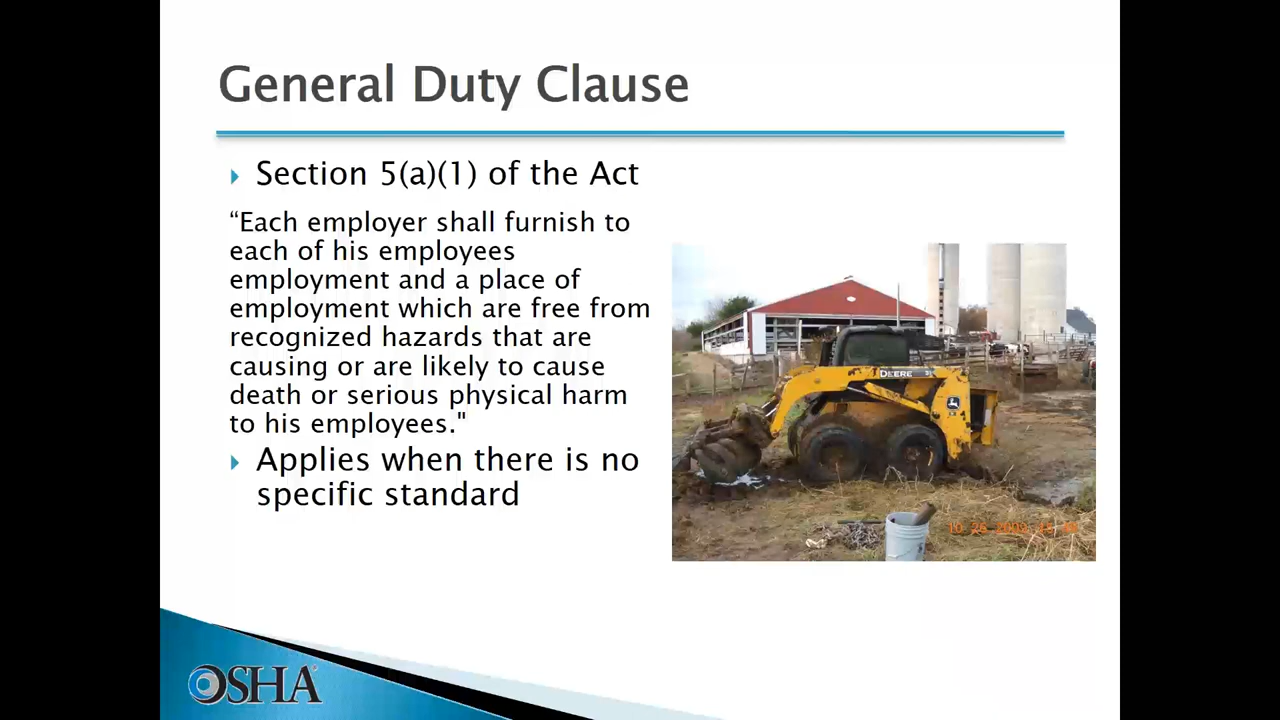 General Duty Clause
Section 5(a)(1) of the Act
“Each employer shall furnish to
each of his employees
employment and a place of
employment which are free from
recognized hazards that are
causing or are likely to cause
death or serious physical harm
to his employees."
Applies when there is no
specific standard
DEERE
OSHA